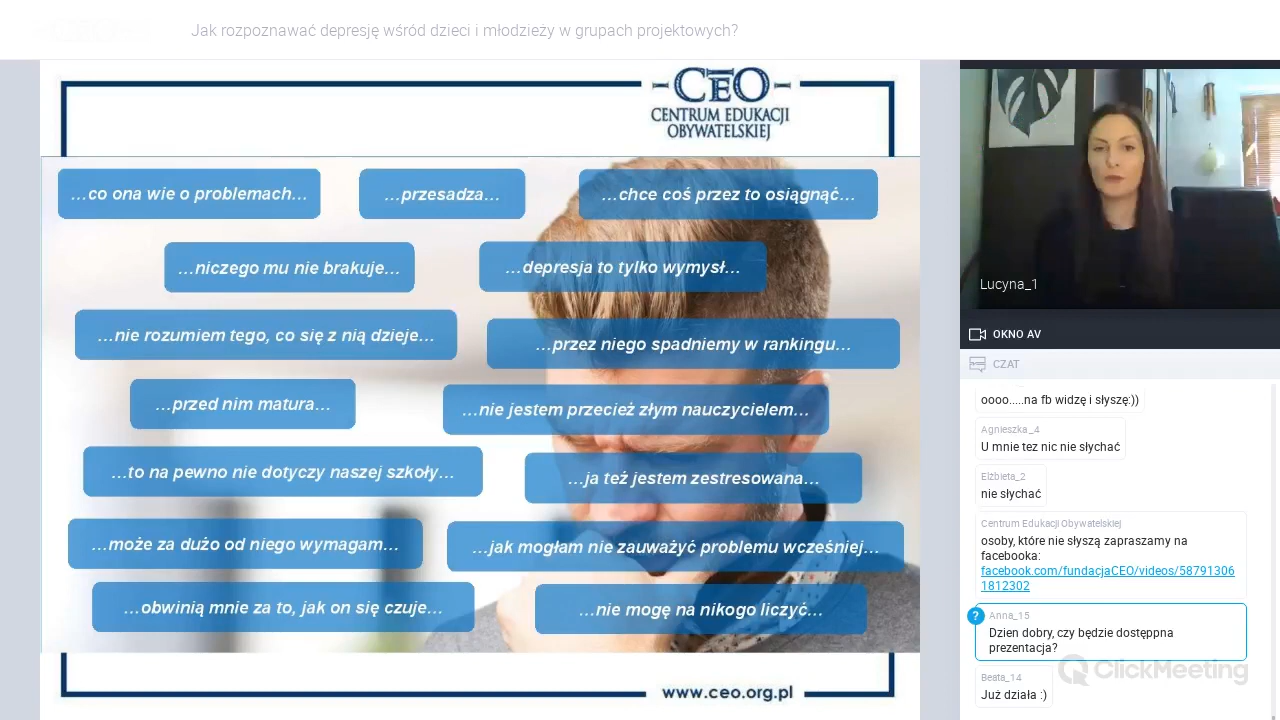 Jak rozpoznawać depresję wśród dzieci i młodzieży w grupach projektowych?
CEO
CENTRUM EDUKACJI
OBYWATELSKIEJ
...co ona wie o problemach...
...przesadza...
...chce coś przez to osiągnąć...
...niczego mu nie brakuje...
...depresja to tylko wymysł...
...nie rozumiem tego, co się z nią dzieje...
...przez niego spadniemy w rankingu...
...przed nim matura...
...nie jestem przecież złym nauczycielem...
...to na pewno nie dotyczy naszej szkoły...
...ja też jestem zestresowana...
...może za dużo od niego wymagam...
...jak mogłam nie zauważyć problemu wcześniej...
...obwinią mnie za to, jak on się czuje...
...nie mogę na nikogo liczyć...
www.ceo.org.pl
Lucyna_1
OKNO AV
CZAT
oooo.....na fb widzę i słyszę:))
Agnieszka_4
U mnie tez nic nie słychać
Elżbieta_2
nie słychać
Centrum Edukacji Obywatelskiej
osoby, które nie słyszą zapraszamy na
facebooka:
facebook.com/fundacjaCEO/videos/58791306
1812302
?
Anna_15
Dzien dobry, czy będzie dostęppna
prezentacja?
ClickMeeting
Beata_14
Już działa :)